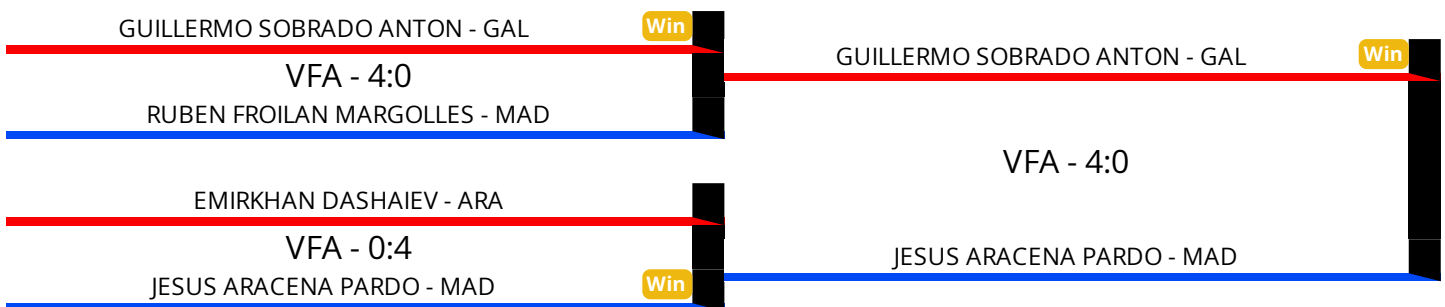 GUILLERMO SOBRADO ANTON - GAL
Win
VFA - 4:0
RUBEN FROILAN MARGOLLES - MAD
EMIRKHAN DASHAIEV - ARA
VFA - 0:4
JESUS ARACENA PARDO - MAD
Win
GUILLERMO SOBRADO ANTON - GAL
Win
VFA - 4:0
JESUS ARACENA PARDO - MAD